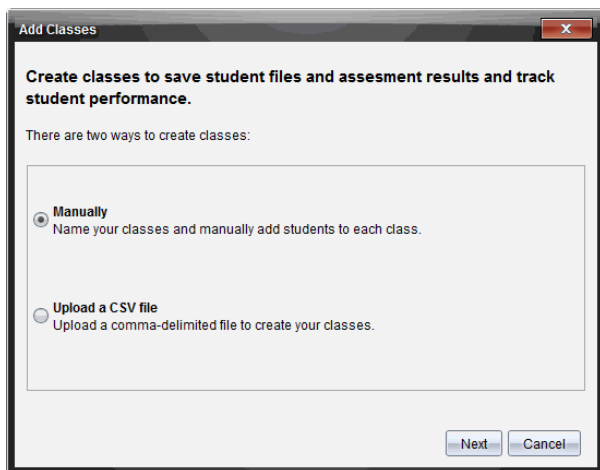 Add Classes
Create classes to save student files and assesment results and track
student performance.
There are two ways to create classes:
Manually
Name your classes and manually add students to each class.
Upload a CSV file
Upload a comma-delimited file to create your classes.
Next Cancel